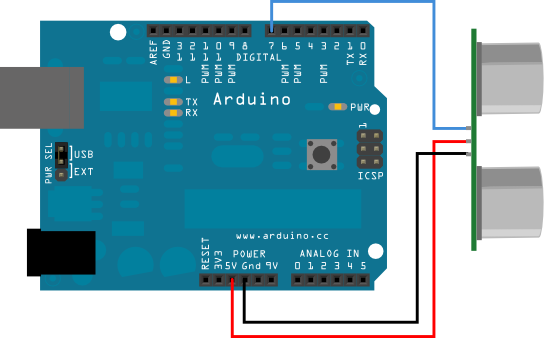 AREF
GND
13
12
11
10
9
8
7
6
5
4
3
2
1
0
DIGITAL
PWM
PWM
PWM
PWM
PWM
PWM
TX
RX
L
TX
RX
Arduino
PWR
1
ICSP
PWR SEL
USB
EXT
www.arduino.cc
RESET
3V3
POWER
5V Gnd 9V
ANALOG IN
0 1 2 3 4 5